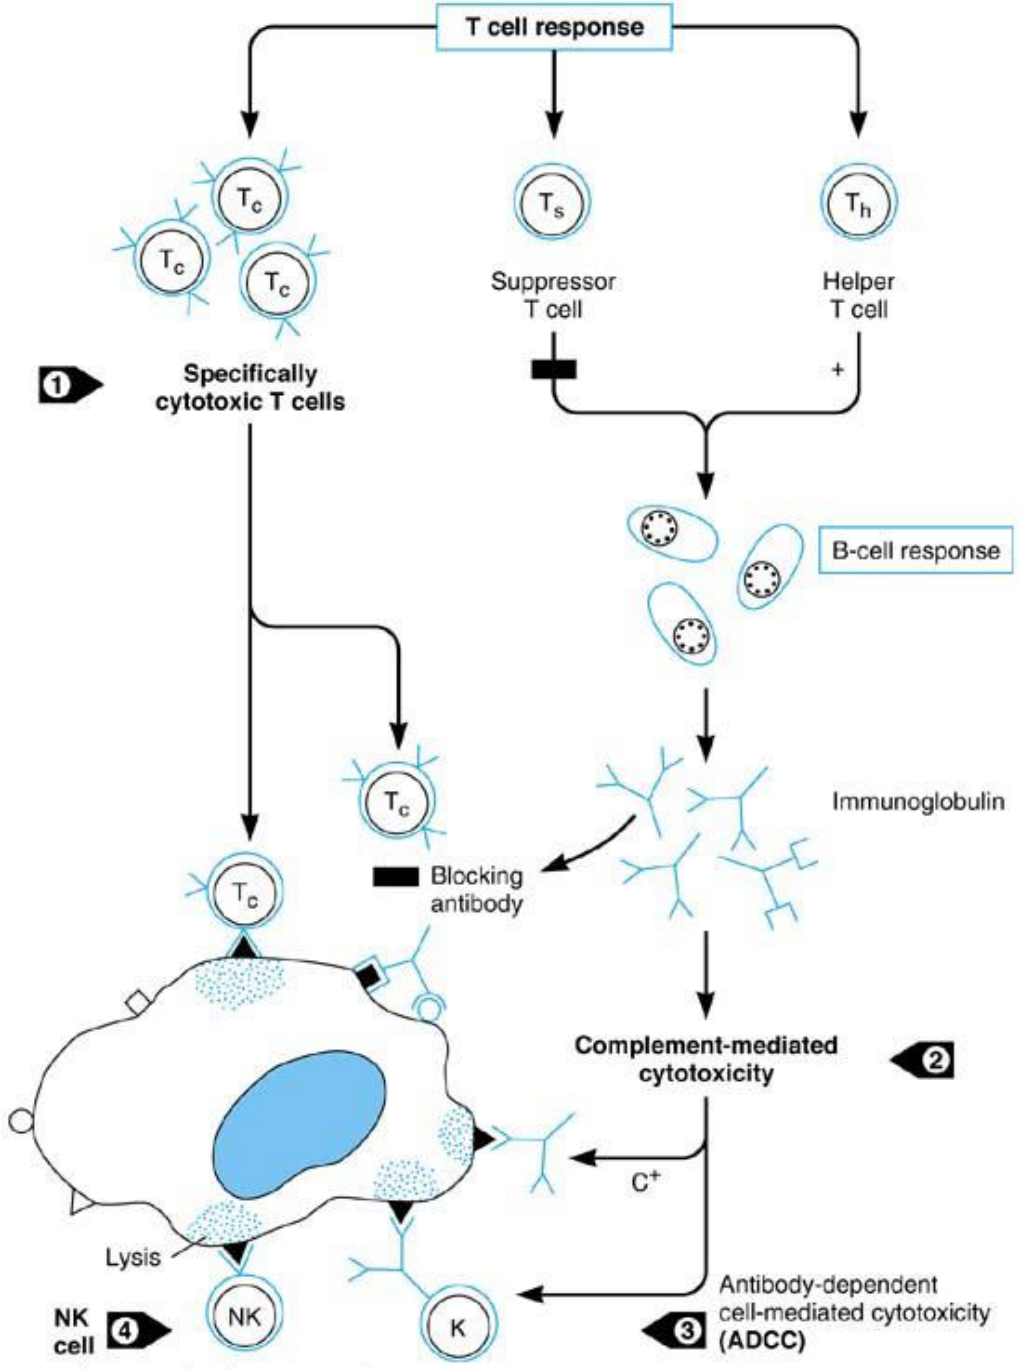 T cell response
Tc
Tc
Tc
Ts
Th
Suppressor
T cell
Helper
T cell
1
Specifically
cytotoxic T cells
+
B-cell response
Tc
Immunoglobulin
Blocking
antibody
Tc
Complement-mediated
cytotoxicity
2
C+
Lysis
NK
cell
4
NK
K
3
Antibody-dependent
cell-mediated cytotoxicity
(ADCC)